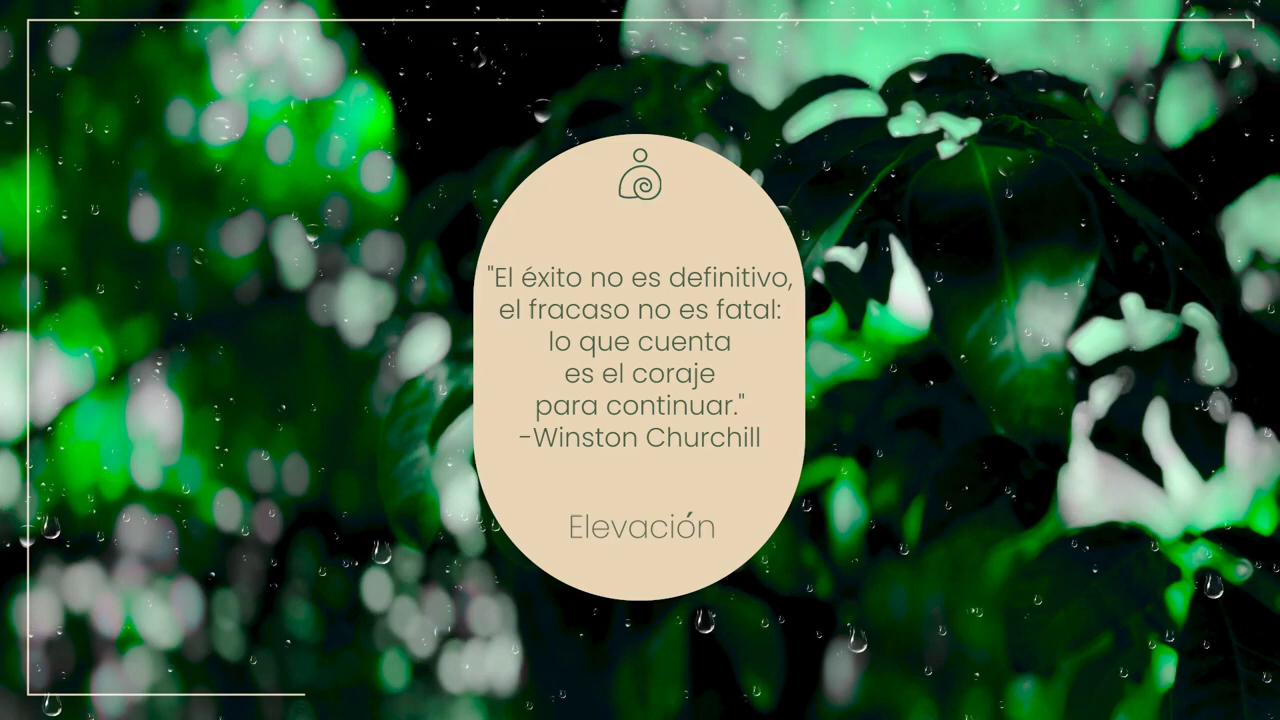 "El éxito no es definitivo,
el fracaso no es fatal:
lo que cuenta
es el coraje
para continuar."
-Winston Churchill
Elevación